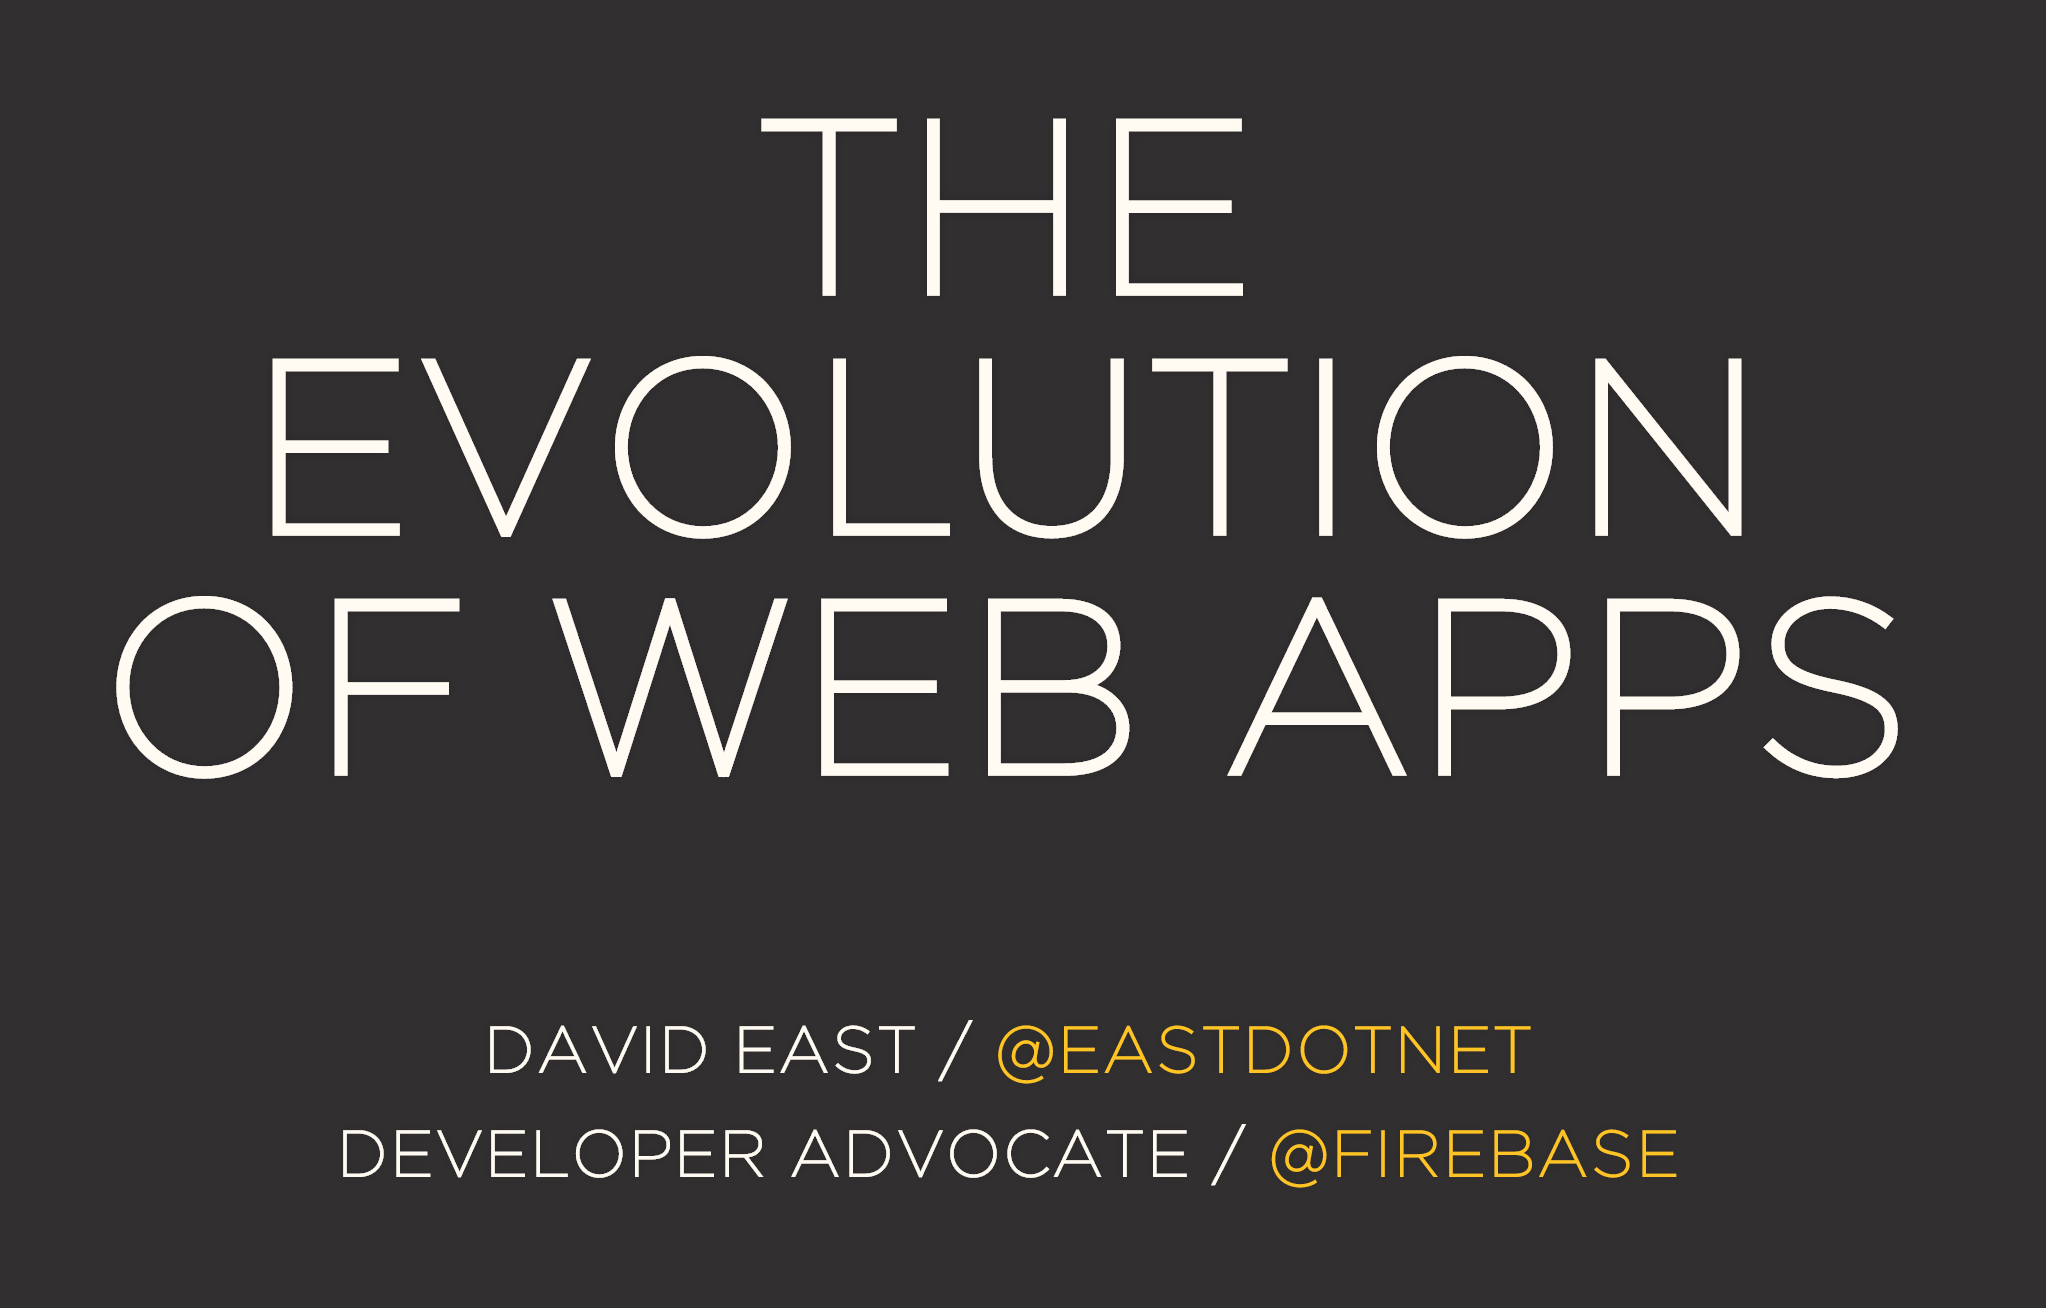 THE
EVOLUTION
OF WEB APPS
DAVID EAST / @EASTDOTNET
DEVELOPER ADVOCATE / @FIREBASE